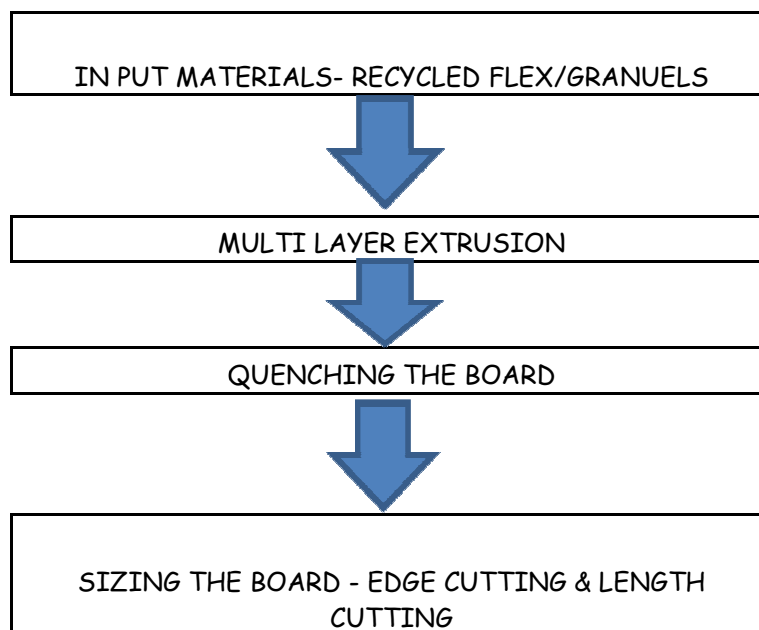 IN PUT MATERIALS- RECYCLED FLEX/GRANUELS
MULTI LAYER EXTRUSION
QUENCHING THE BOARD
SIZING THE BOARD - EDGE CUTTING & LENGTH
CUTTING